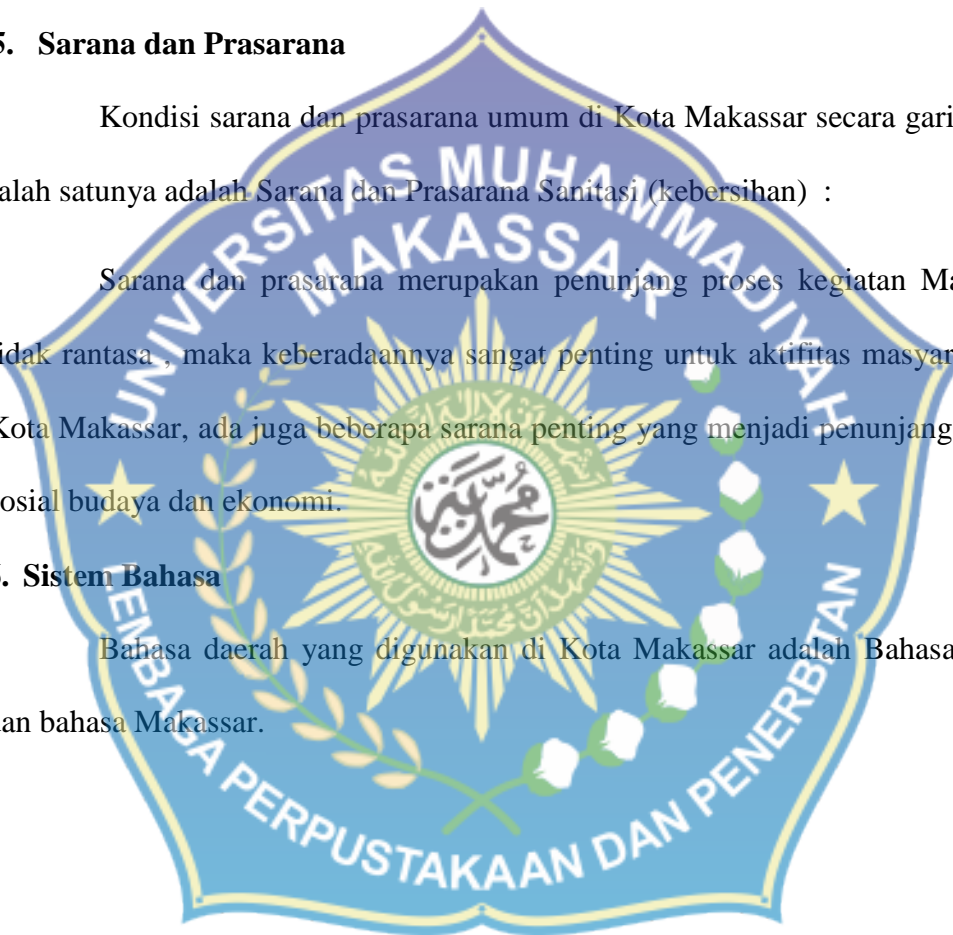 5. Sarana dan Prasarana
Kondisi sarana dan prasarana umum di Kota Makassar secara gari
alah satunya adalah Sarana dan Prasarana Sanitasi (kebersihan) :
Sarana dan prasarana merupakan penunjang proses kegiatan Ma
idak rantasa , maka keberadaannya sangat penting untuk aktifitas masyar
Kota Makassar, ada juga beberapa sarana penting yang menjadi penunjang
osial budaya dan ekonomi.
6. Sistem Bahasa
Bahasa daerah yang digunakan di Kota Makassar adalah Bahasa
dan bahasa Makassar.
UNIVERSITAS MUHAMMADIYAH
MAKASSAR
LEMBAGA PERPUSTAKAAN DAN PENERBITAN